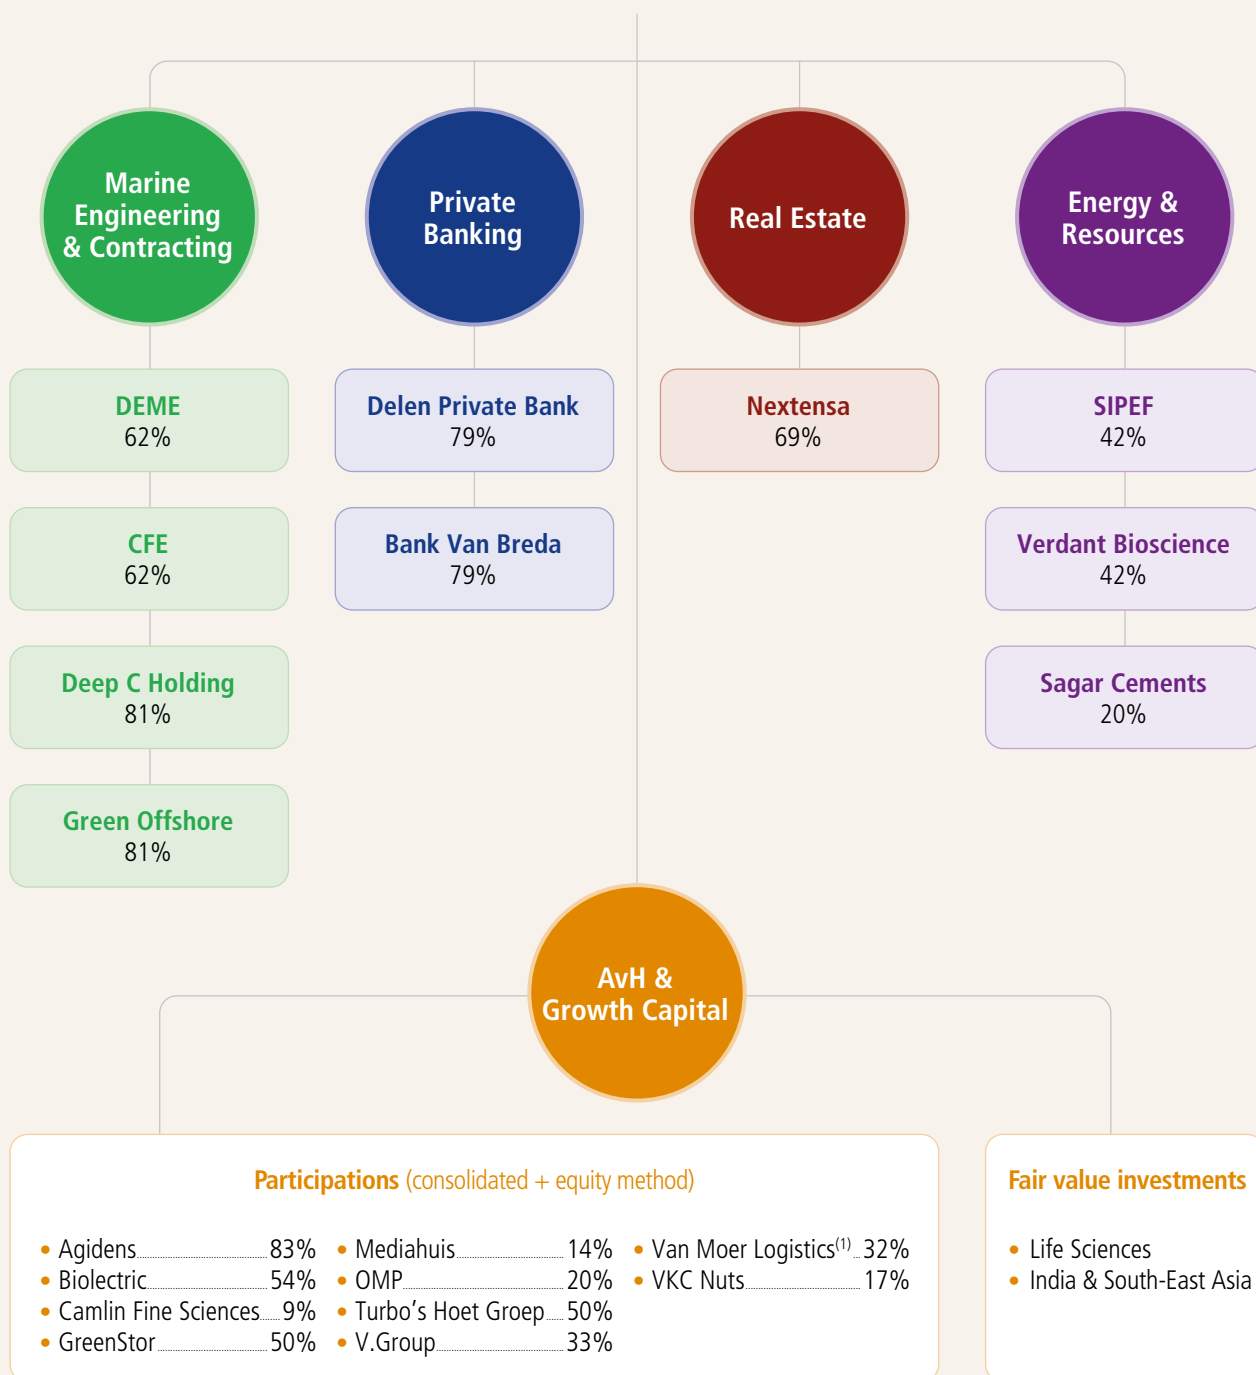 Marine
Engineering
& Contracting
Private
Banking
Real Estate
Energy &
Resources
DEME
62%
CFE
62%
Deep C Holding
81%
Green Offshore
81%
Delen Private Bank
79%
Bank Van Breda
79%
Nextensa
69%
SIPEF
42%
Verdant Bioscience
42%
Sagar Cements
20%
AvH &
Growth Capital
Participations (consolidated + equity method)
• Agidens 83%
• Biolectric 54%
• Camlin Fine Sciences 9%
• GreenStor 50%
• Mediahuis 14%
• OMP 20%
• Turbo's Hoet Groep 50%
• V.Group 33%
• Van Moer Logistics(1) 32%
• VKC Nuts 17%
Fair value investments
• Life Sciences
• India & South-East Asia